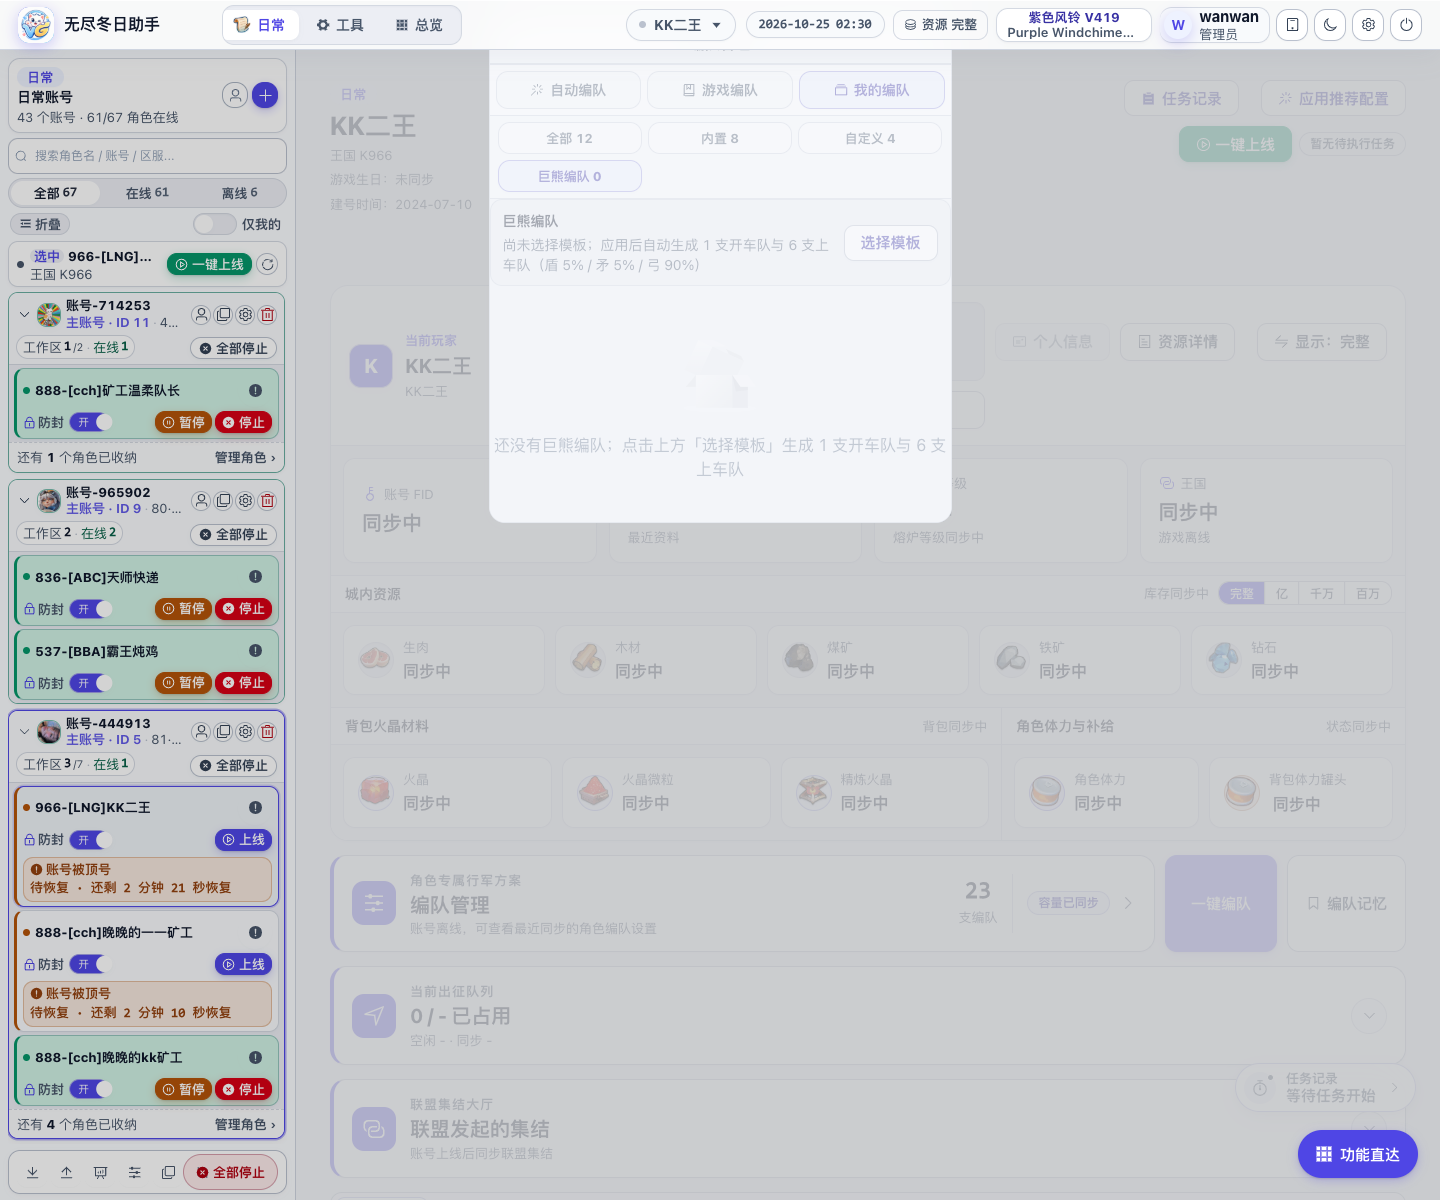 无尽冬日助手
日常
工具
总览
KK二王
2026-10-25 02:30
资源 完整
紫色风铃 V419
Purple Windchime...
W
wanwan
管理员
日常
日常账号
43 个账号 · 61/67 角色在线
搜索角色名 / 账号 / 区服...
全部 67
在线 61
离线 6
折叠
仅我的
选中 966-[LNG]...
王国 K966
一键上线
账号-714253
主账号 · ID 11 · 4...
工作区 1/2 · 在线 1
全部停止
888-[cch]矿工温柔队长
防封
开
暂停
停止
还有 1 个角色已收纳
管理角色 ›
账号-965902
主账号 · ID 9 · 80-...
工作区 2 · 在线 2
全部停止
836-[ABC]天师快递
防封
开
暂停
停止
537-[BBA]霸王炖鸡
防封
开
暂停
停止
账号-444913
主账号 · ID 5 · 81-...
工作区 3/7 · 在线 1
全部停止
966-[LNG]KK二王
防封
开
上线
账号被顶号
待恢复 · 还剩 2 分钟 21 秒恢复
888-[cch]晚晚的一一矿工
防封
开
上线
账号被顶号
待恢复 · 还剩 2 分钟 10 秒恢复
888-[cch]晚晚的kk矿工
防封
开
暂停
停止
还有 4 个角色已收纳
管理角色 ›
全部停止
日常
KK二王
王国 K966
游戏生日：未同步
建号时间：2024-07-10
任务记录
应用推荐配置
一键上线
暂无待执行任务
自动编队
游戏编队
我的编队
全部 12
内置 8
自定义 4
巨熊编队 0
巨熊编队
尚未选择模板；应用后自动生成 1 支开车队与 6 支上
车队（盾 5% / 矛 5% / 弓 90%）
选择模板
还没有巨熊编队；点击上方「选择模板」生成 1 支开车队与 6 支
上车队
K
当前玩家
KK二王
KK二王
个人信息
资源详情
显示：完整
账号 FID
同步中
最近资料
级
熔炉等级同步中
王国
同步中
游戏离线
城内资源
库存同步中
完整
亿
千万
百万
生肉
同步中
木材
同步中
煤矿
同步中
铁矿
同步中
钻石
同步中
背包火晶材料
背包同步中
角色体力与补给
状态同步中
火晶
同步中
火晶微粒
同步中
精炼火晶
同步中
角色体力
同步中
背包体力罐头
同步中
角色专属行军方案
编队管理
账号离线，可查看最近同步的角色编队设置
23
支编队
容量已同步
一键编队
编队记忆
当前出征队列
0 / - 已占用
空闲 - · 同步 -
任务记录
等待任务开始
联盟集结大厅
联盟发起的集结
账号上线后同步联盟集结
功能直达